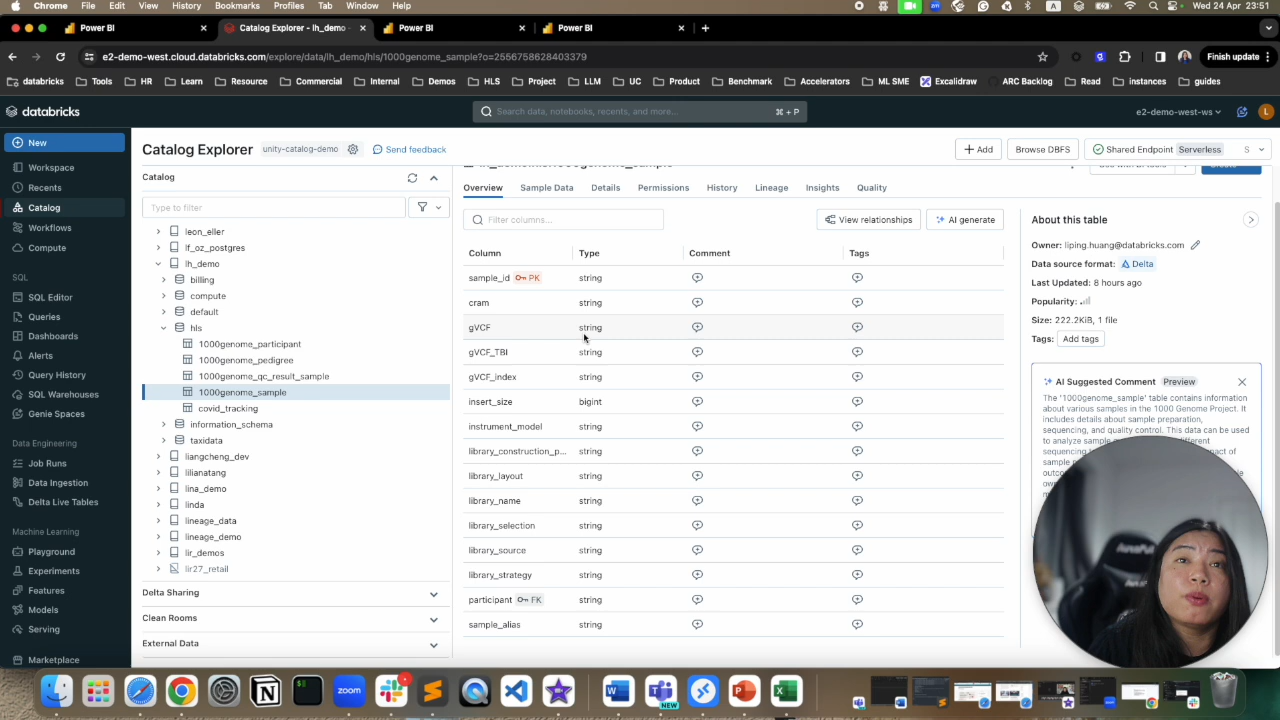 Chrome File Edit View History Bookmarks Profiles Tab Window Help
Wed 24 Apr 23:51
Power BI
Catalog Explorer - lh_demo
Power BI
Power BI
e2-demo-west.cloud.databricks.com/explore/data/lh_demo/hls/1000genome_sample?o=2556758628403379
Finish update
databricks Tools HR Learn Resource Commercial Internal Demos HLS Project LLM UC Product Benchmark Accelerators ML SME Excalidraw ARC Backlog Read instances guides
databricks
Search data, notebooks, recents, and more...
⌘ + P
e2-demo-west-ws
L
New
Workspace
Recents
Catalog
Workflows
Compute
SQL
SQL Editor
Queries
Dashboards
Alerts
Query History
SQL Warehouses
Genie Spaces
Data Engineering
Job Runs
Data Ingestion
Delta Live Tables
Machine Learning
Playground
Experiments
Features
Models
Serving
Marketplace
Catalog Explorer
unity-catalog-demo
Send feedback
Add
Browse DBFS
Shared Endpoint Serverless S
Catalog
Type to filter
leon_eller
lf_oz_postgres
lh_demo
billing
compute
default
hls
1000genome_participant
1000genome_pedigree
1000genome_qc_result_sample
1000genome_sample
covid_tracking
information_schema
taxidata
liangcheng_dev
lilianatang
lina_demo
linda
lineage_data
lineage_demo
lir_demos
lir27_retail
Delta Sharing
Clean Rooms
External Data
Overview Sample Data Details Permissions History Lineage Insights Quality
Filter columns...
View relationships
AI generate
Column Type Comment Tags
sample_id PK string
cram string
gVCF string
gVCF_TBI string
gVCF_index string
insert_size bigint
instrument_model string
library_construction_p... string
library_layout string
library_name string
library_selection string
library_source string
library_strategy string
participant FK string
sample_alias string
About this table
Owner: liping.huang@databricks.com
Data source format: Delta
Last Updated: 8 hours ago
Popularity:
Size: 222.2KiB, 1 file
Tags: Add tags
AI Suggested Comment Preview
The '1000genome_sample' table contains information
about various samples in the 1000 Genome Project. It
includes details about sample preparation,
sequencing, and quality control. This data can be used
to analyze sample
sequencing
sample
zoom
NEW